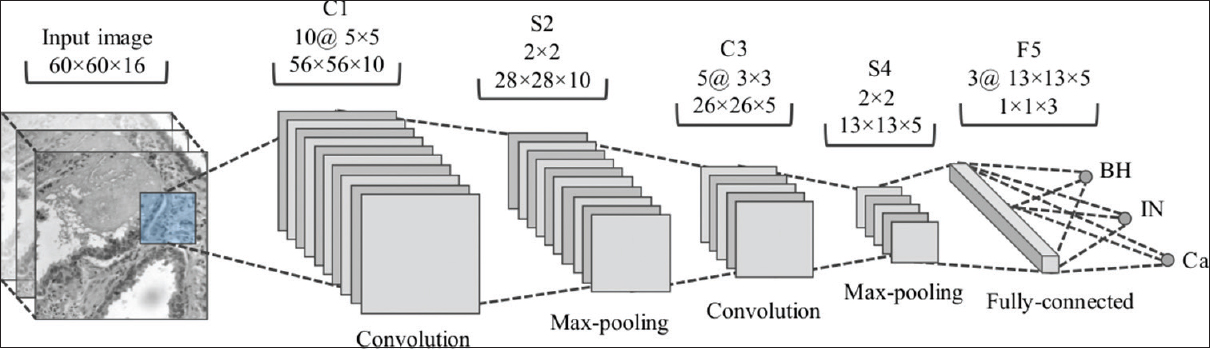 Input image
60×60×16
C1
10@ 5×5
56×56×10
S2
2×2
28×28×10
C3
5@ 3×3
26×26×5
S4
2×2
13×13×5
F5
3@ 13×13×5
1×1×3
BH
IN
Ca
Convolution
Max-pooling
Convolution
Max-pooling
Fully-connected